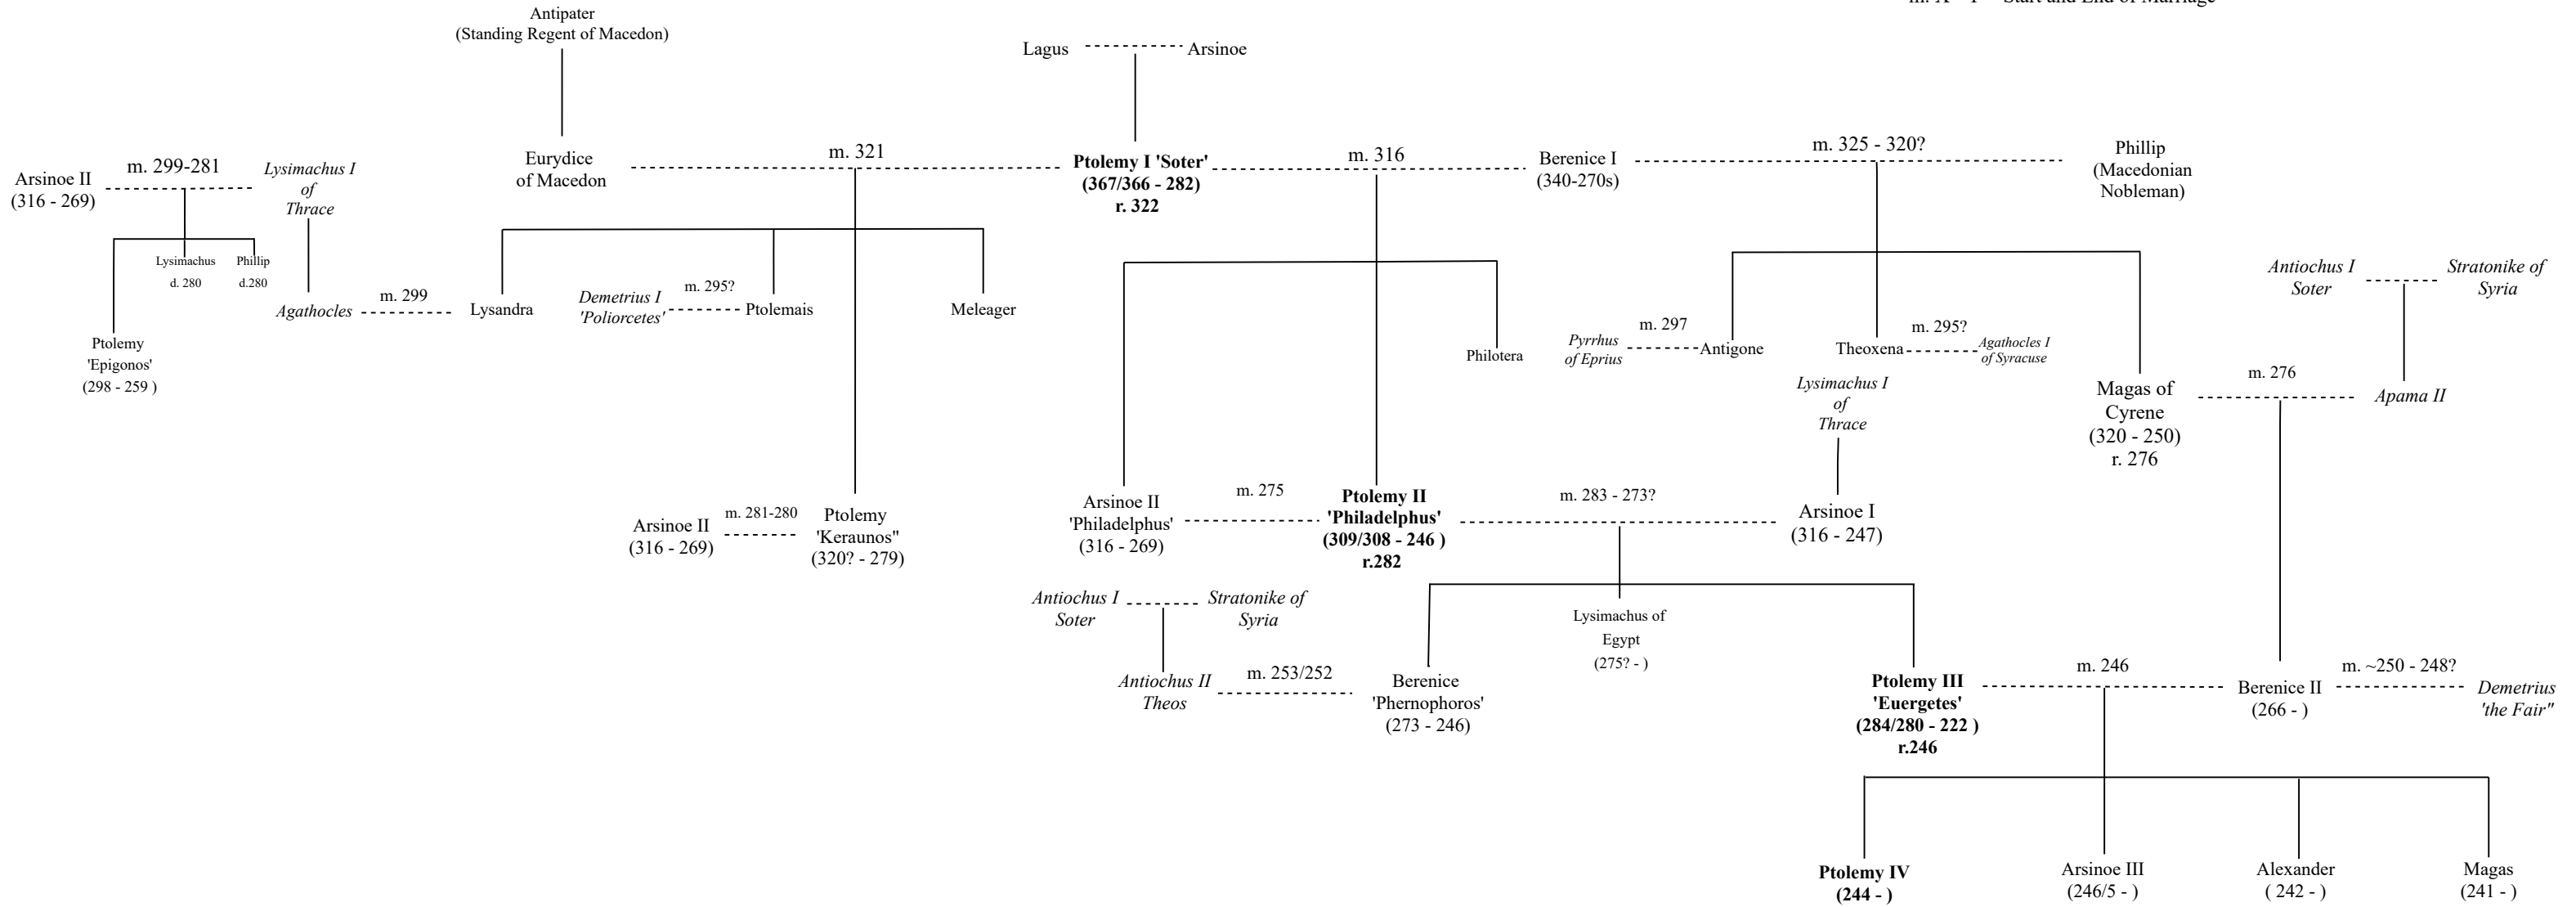 Antipater
(Standing Regent of Macedon)
Lagus
Arsinoe
Arsinoe II
(316 - 269)
m. 299-281
Lysimachus I
of
Thrace
Eurydice
of Macedon
m. 321
Ptolemy I 'Soter'
(367/366 - 282)
r. 322
m. 316
Berenice I
(340-270s)
m. 325 - 320?
Phillip
(Macedonian
Nobleman)
Lysimachus
d. 280
Phillip
d.280
Ptolemy
'Epigonos'
(298 - 259 )
Agathocles
m. 299
Lysandra
Demetrius I
'Poliorcetes'
m. 295?
Ptolemais
Meleager
Philotera
Pyrrhus
of Eprius
m. 297
Antigone
Theoxena
m. 295?
Agathocles I
of Syracuse
Antiochus I
Soter
Stratonike of
Syria
Lysimachus I
of
Thrace
Magas of
Cyrene
(320 - 250)
r. 276
m. 276
Apama II
Arsinoe II
(316 - 269)
m. 281-280
Ptolemy
'Keraunos"
(320? - 279)
Arsinoe II
'Philadelphus'
(316 - 269)
m. 275
Ptolemy II
'Philadelphus'
(309/308 - 246 )
r.282
m. 283 - 273?
Arsinoe I
(316 - 247)
Antiochus I
Soter
Stratonike of
Syria
Lysimachus of
Egypt
(275? - )
Antiochus II
Theos
m. 253/252
Berenice
'Phernophoros'
(273 - 246)
Ptolemy III
'Euergetes'
(284/280 - 222 )
r.246
m. 246
Berenice II
(266 - )
m. ~250 - 248?
Demetrius
'the Fair"
Ptolemy IV
(244 - )
Arsinoe III
(246/5 - )
Alexander
( 242 - )
Magas
(241 - )